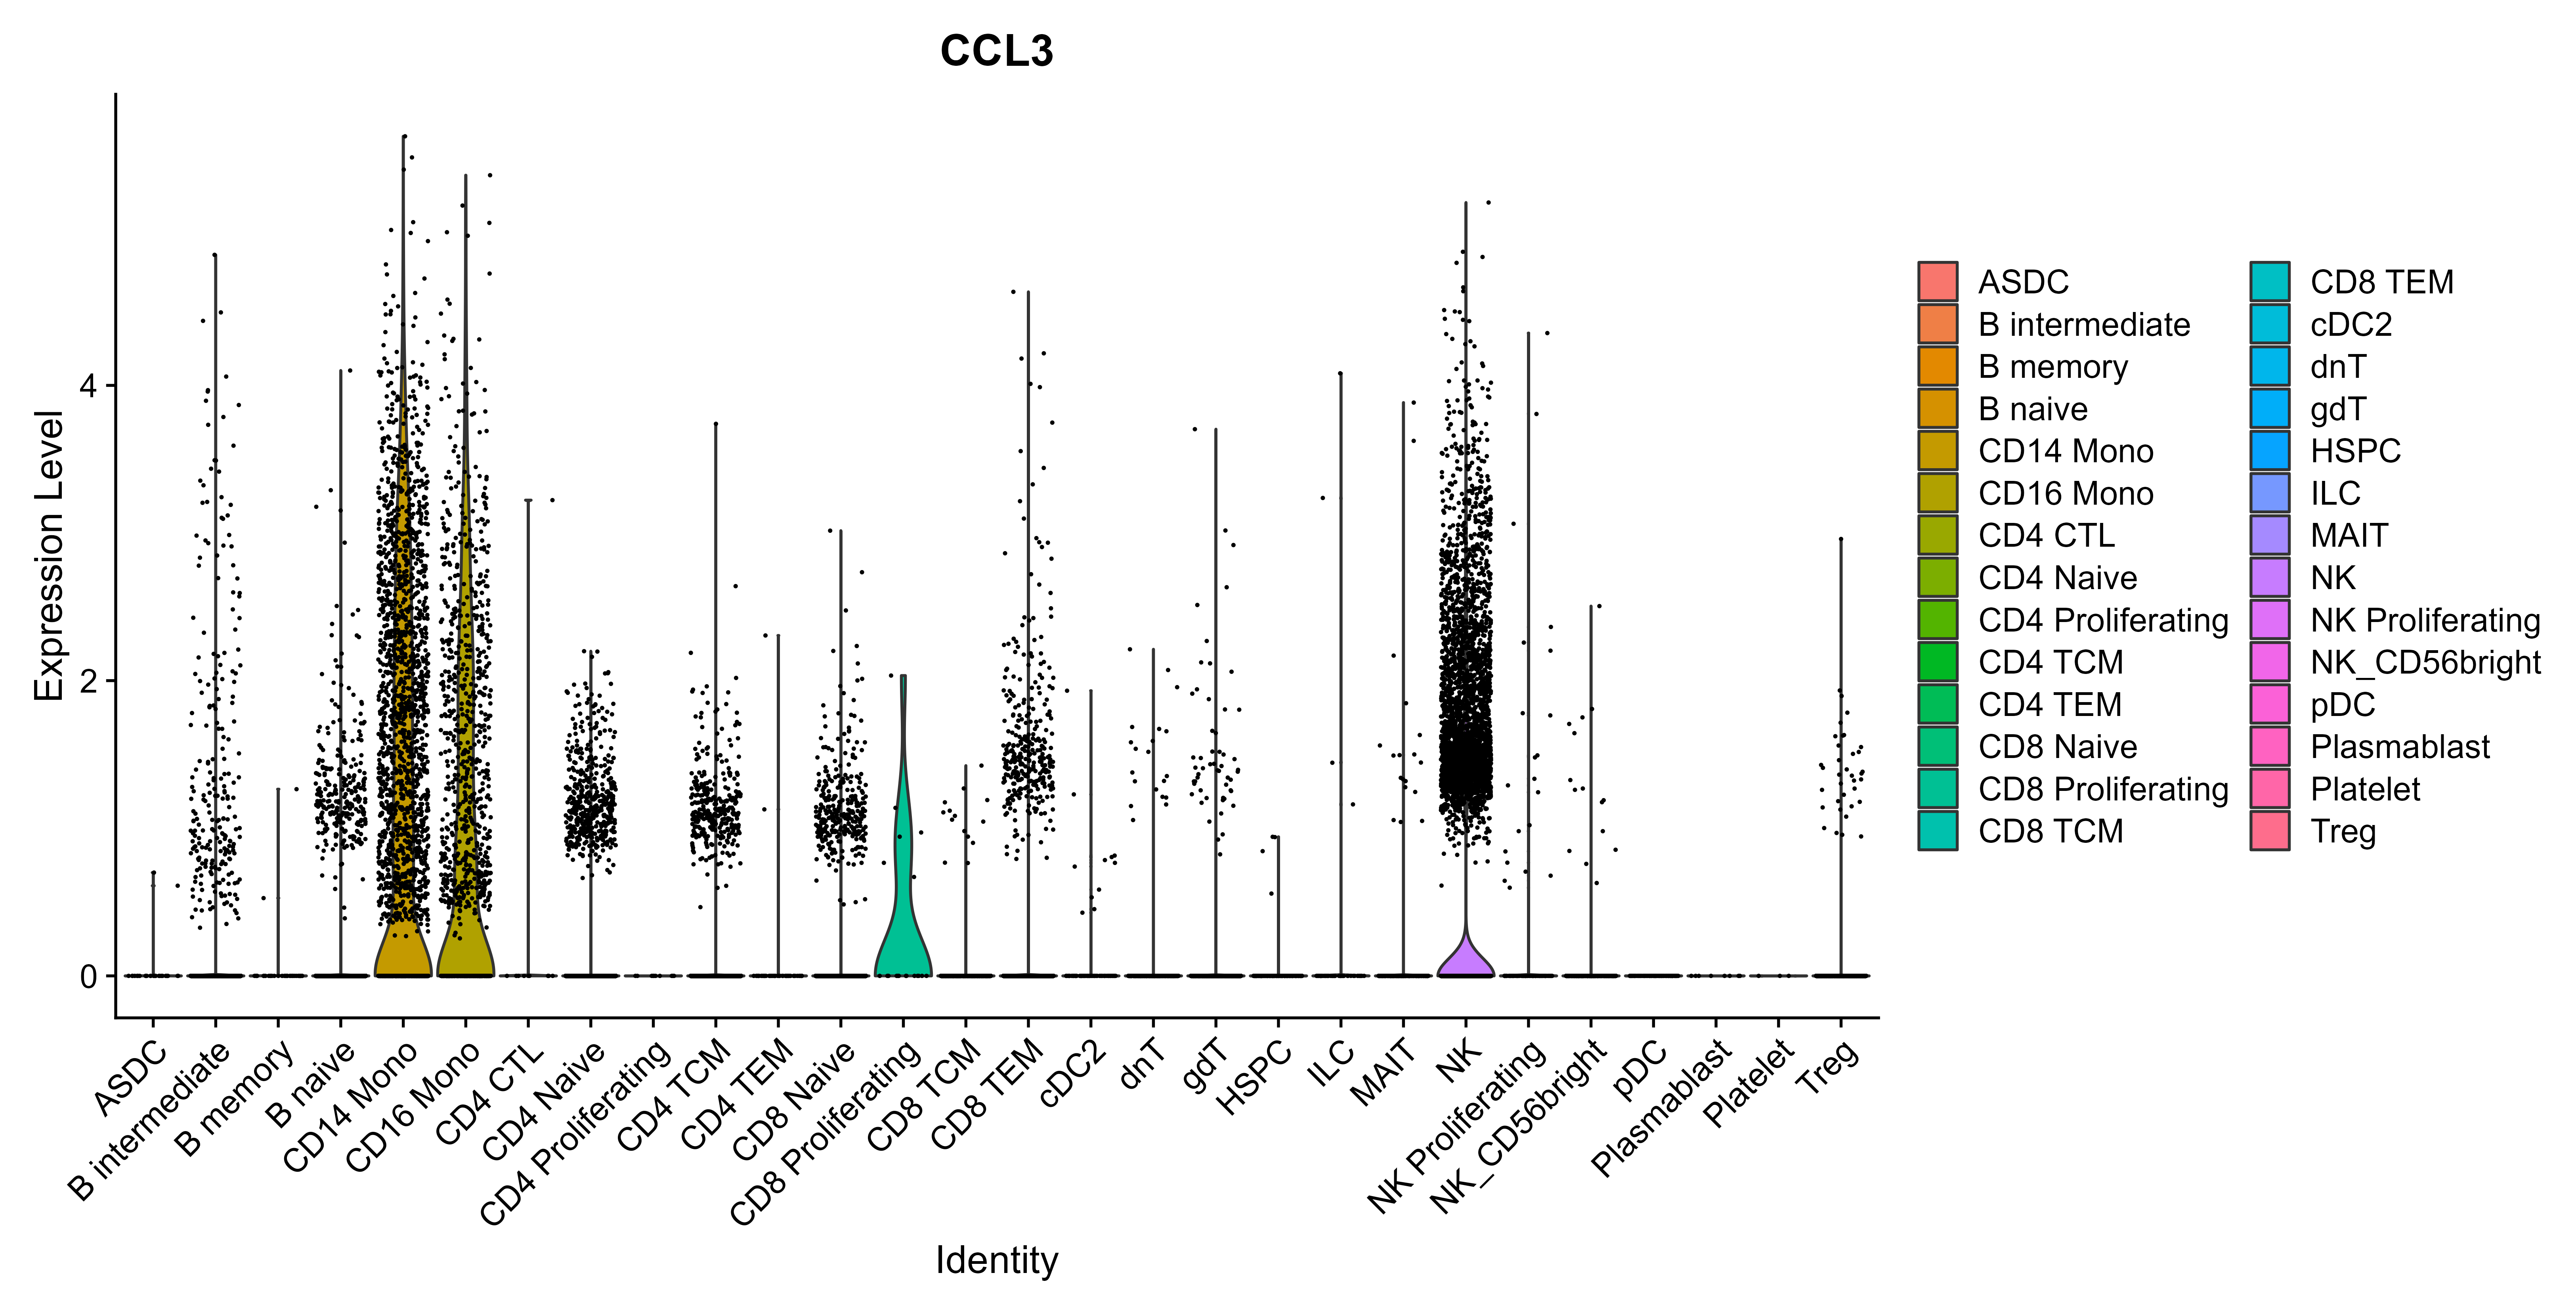 CCL3
Expression Level
4
2
0
ASDC
B intermediate
B memory
B naive
CD14 Mono
CD16 Mono
CD4 CTL
CD4 Naive
CD4 Proliferating
CD4 TCM
CD4 TEM
CD8 Naive
CD8 Proliferating
CD8 TCM
CD8 TEM
cDC2
dnT
gdT
HSPC
ILC
MAIT
NK
NK Proliferating
NK_CD56bright
pDC
Plasmablast
Platelet
Treg
Identity
ASDC
B intermediate
B memory
B naive
CD14 Mono
CD16 Mono
CD4 CTL
CD4 Naive
CD4 Proliferating
CD4 TCM
CD4 TEM
CD8 Naive
CD8 Proliferating
CD8 TCM
CD8 TEM
cDC2
dnT
gdT
HSPC
ILC
MAIT
NK
NK Proliferating
NK_CD56bright
pDC
Plasmablast
Platelet
Treg